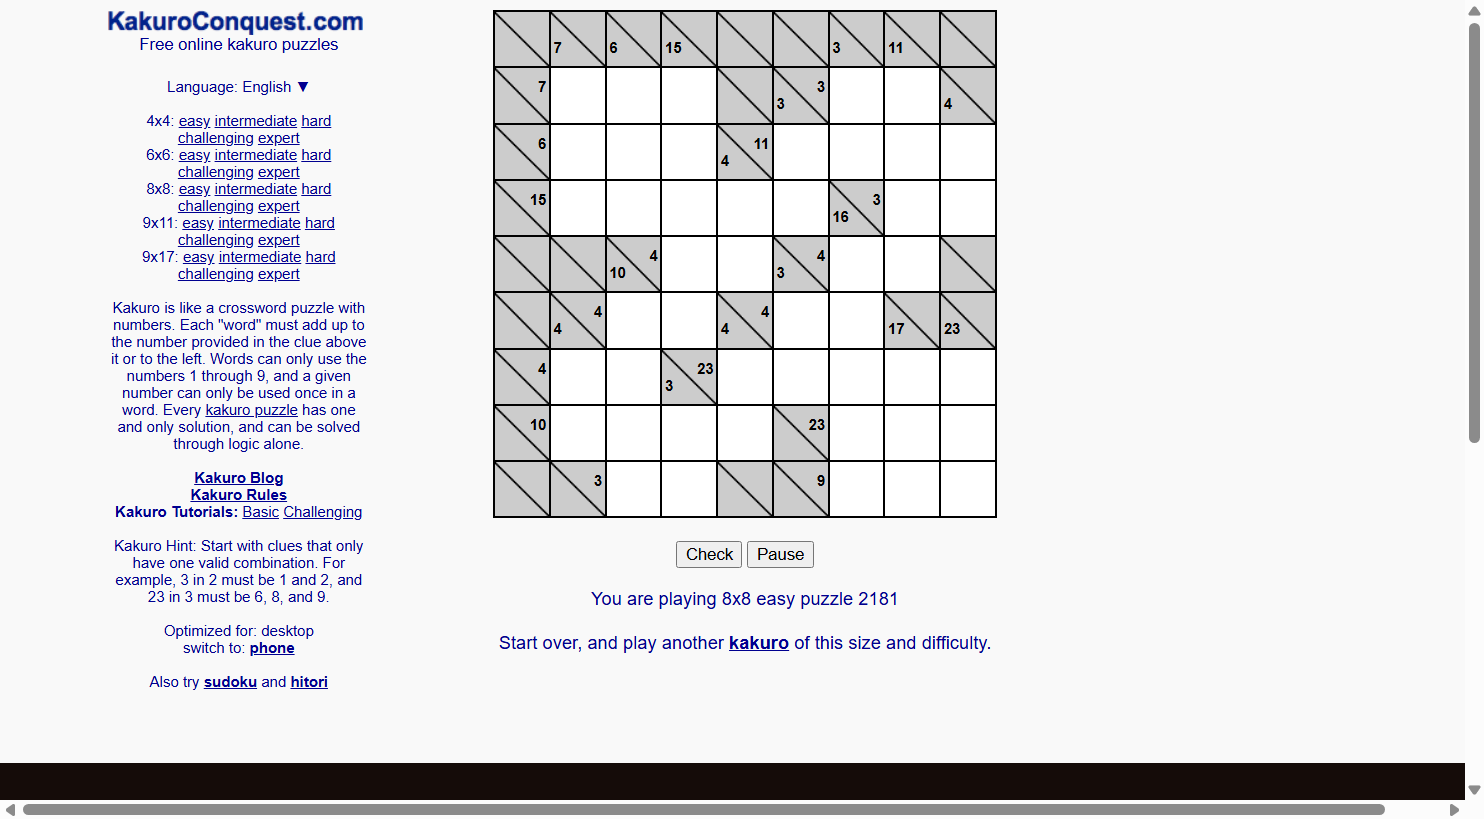 KakuroConquest.com
Free online kakuro puzzles
Language: English ▼
4x4: easy intermediate hard
challenging expert
6x6: easy intermediate hard
challenging expert
8x8: easy intermediate hard
challenging expert
9x11: easy intermediate hard
challenging expert
9x17: easy intermediate hard
challenging expert
Kakuro is like a crossword puzzle with
numbers. Each "word" must add up to
the number provided in the clue above
it or to the left. Words can only use the
numbers 1 through 9, and a given
number can only be used once in a
word. Every kakuro puzzle has one
and only solution, and can be solved
through logic alone.
Kakuro Blog
Kakuro Rules
Kakuro Tutorials: Basic Challenging
Kakuro Hint: Start with clues that only
have one valid combination. For
example, 3 in 2 must be 1 and 2, and
23 in 3 must be 6, 8, and 9.
Optimized for: desktop
switch to: phone
Also try sudoku and hitori
7 6 15 3 11
7 3 3 4
6 4 11
15 16 3
10 4 3 4
4 4 4 4 17 23
4 3 23
10 23
3 9
Check Pause
You are playing 8x8 easy puzzle 2181
Start over, and play another kakuro of this size and difficulty.